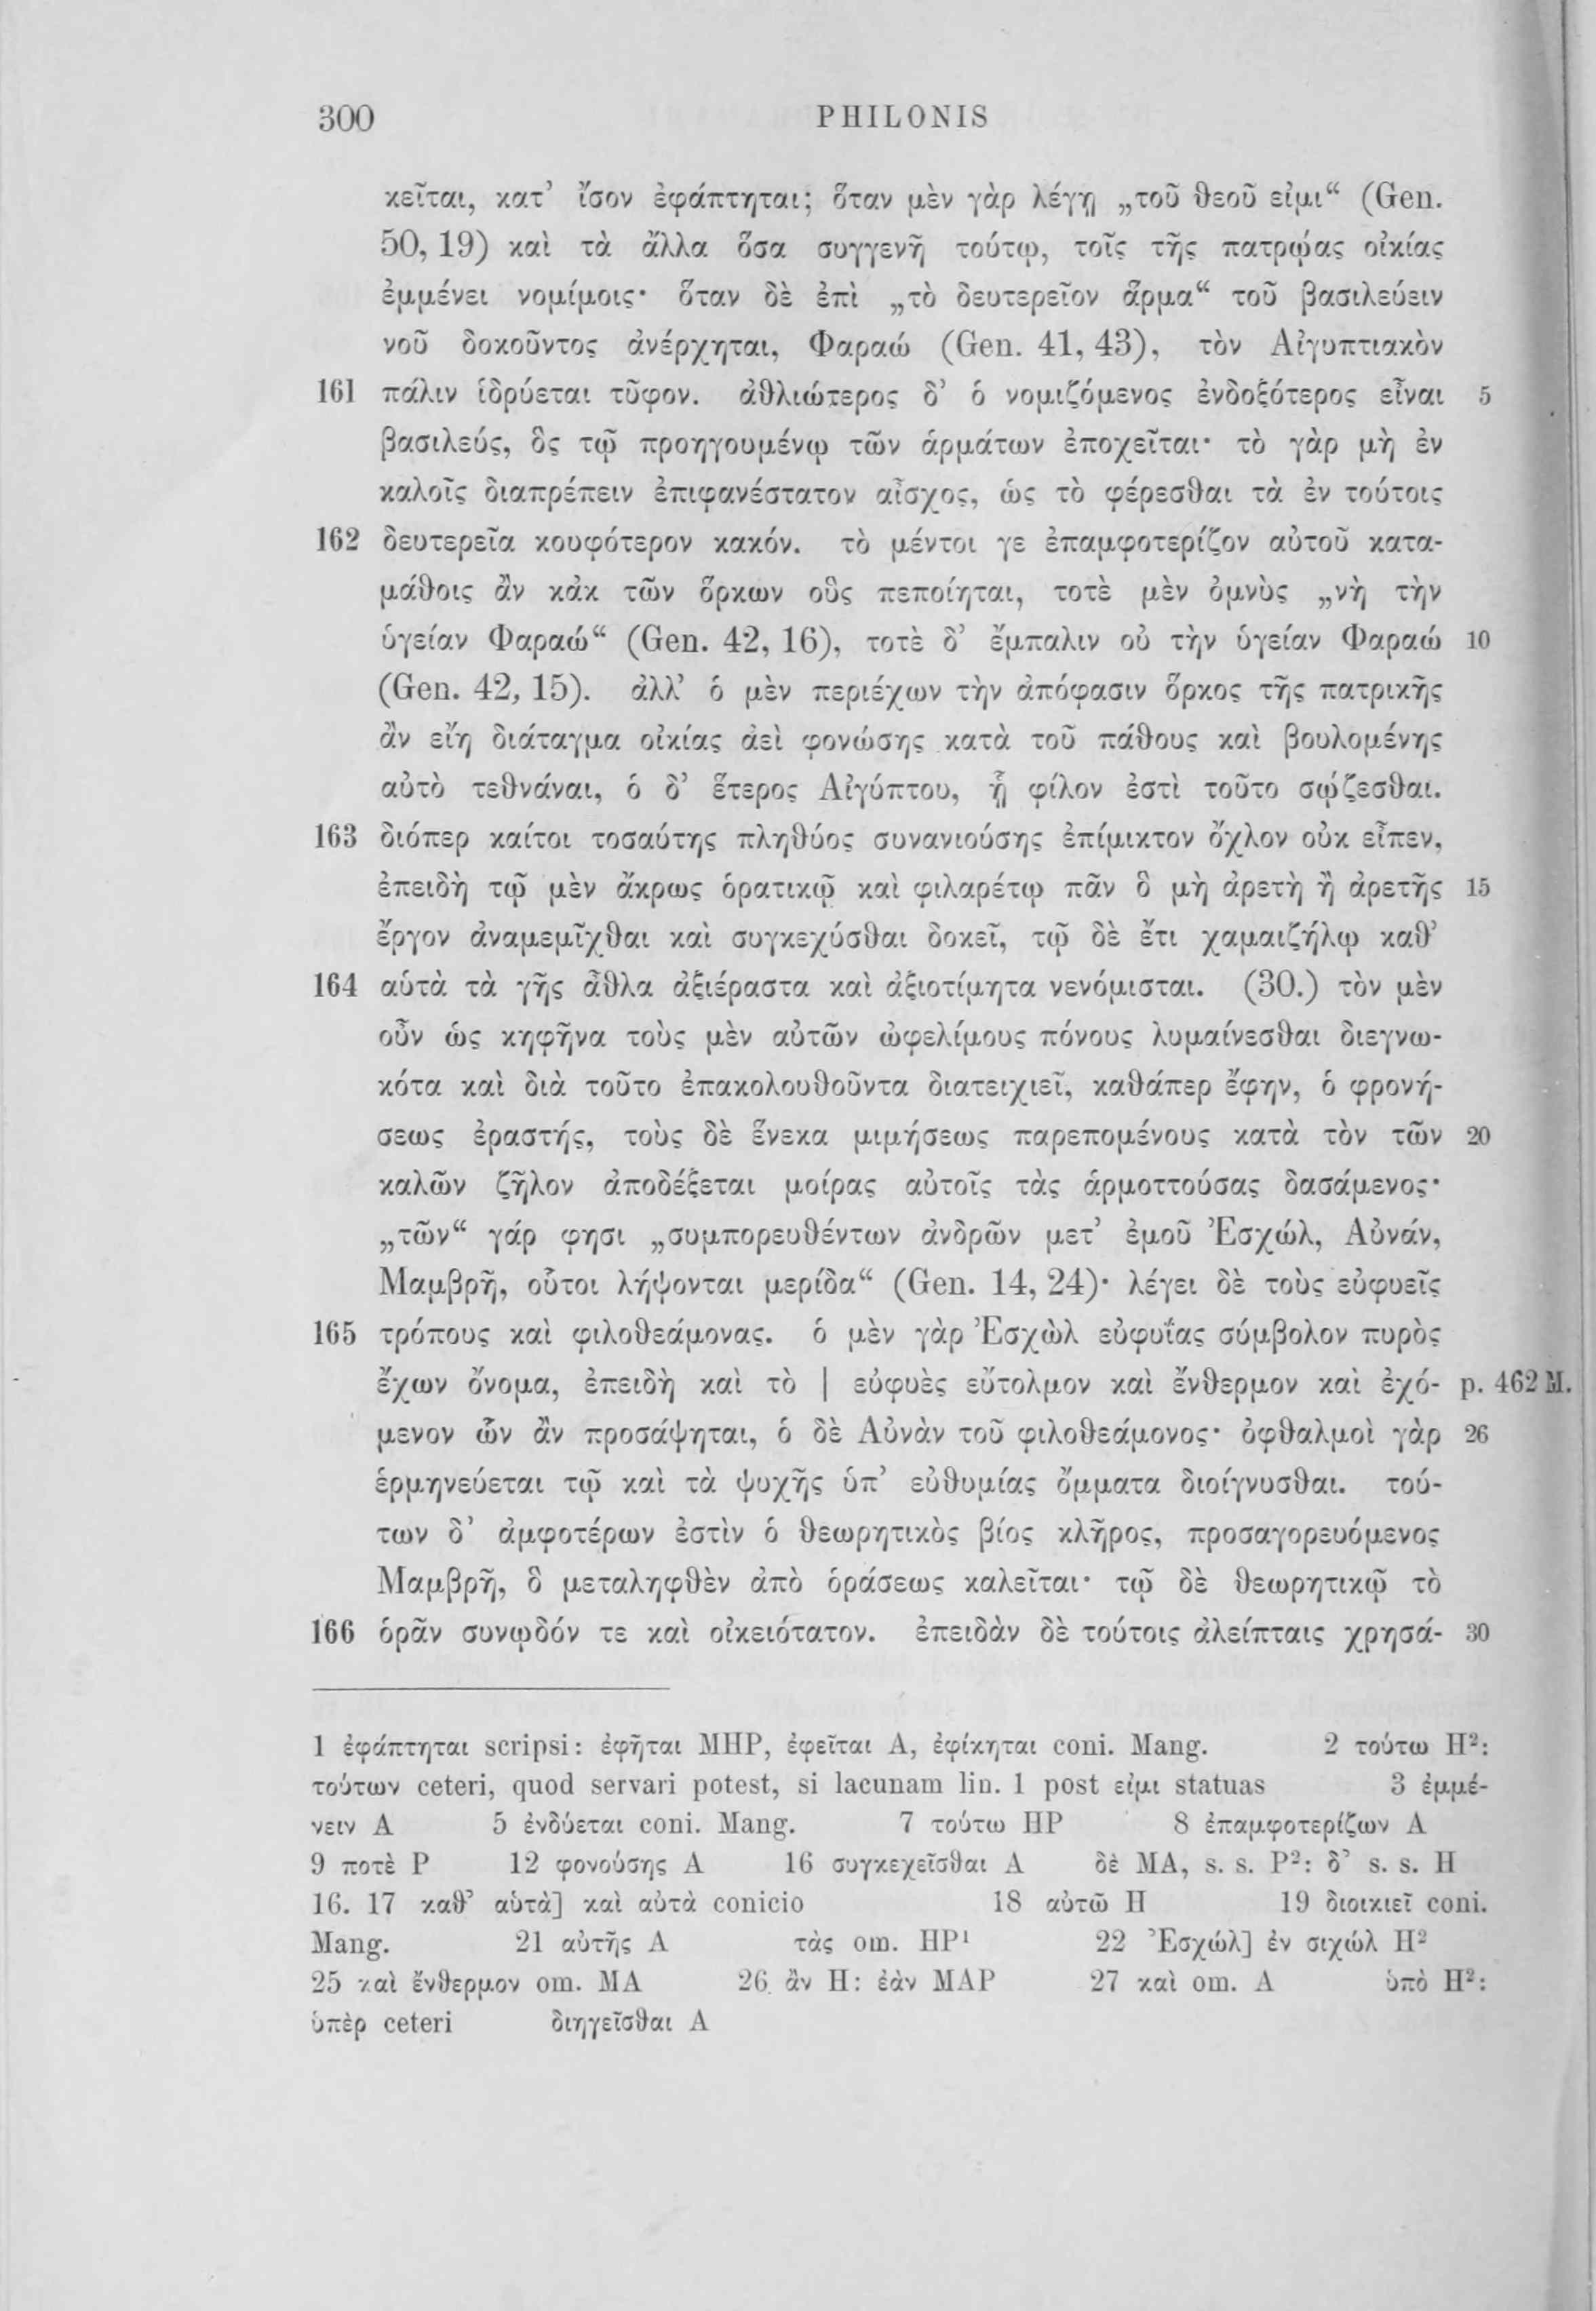 300 PHILONIS
κεῖται, κατ’ ἴσον ἐφάπτηται; ὅταν μὲν γὰρ λέγῃ „τοῦ θεοῦ εἰμι“ (Gen.
50, 19) καὶ τὰ ἄλλα ὅσα συγγενῆ τούτῳ, τοῖς τῆς πατρῴας οἰκίας
ἐμμένει νομίμοις· ὅταν δὲ ἐπὶ „τὸ δευτερεῖον ἅρμα“ τοῦ βασιλεύειν
νοῦ δοκοῦντος ἀνέρχηται, Φαραώ (Gen. 41, 43), τὸν Αἰγυπτιακὸν
161 πάλιν ἱδρύεται τῦφον. ἀθλιώτερος δ’ ὁ νομιζόμενος ἐνδοξότερος εἶναι 5
βασιλεύς, ὃς τῷ προηγουμένῳ τῶν ἁρμάτων ἐποχεῖται· τὸ γὰρ μὴ ἐν
καλοῖς διαπρέπειν ἐπιφανέστατον αἶσχος, ὡς τὸ φέρεσθαι τὰ ἐν τούτοις
162 δευτερεῖα κουφότερον κακόν. τὸ μέντοι γε ἐπαμφοτερίζον αὐτοῦ κατα-
μάθοις ἂν κἀκ τῶν ὅρκων οὓς πεποίηται, τοτὲ μὲν ὀμνὺς „νὴ τὴν
ὑγείαν Φαραώ“ (Gen. 42, 16), τοτὲ δ’ ἔμπαλιν οὐ τὴν ὑγείαν Φαραώ 10
(Gen. 42, 15). ἀλλ’ ὁ μὲν περιέχων τὴν ἀπόφασιν ὅρκος τῆς πατρικῆς
ἂν εἴη διάταγμα οἰκίας ἀεὶ φονώσης κατὰ τοῦ πάθους καὶ βουλομένης
αὐτὸ τεθνάναι, ὁ δ’ ἕτερος Αἰγύπτου, ᾗ φίλον ἐστὶ τοῦτο σῴζεσθαι.
163 διόπερ καίτοι τοσαύτης πληθύος συνανιούσης ἐπίμικτον ὄχλον οὐκ εἶπεν,
ἐπειδὴ τῷ μὲν ἄκρως ὁρατικῷ καὶ φιλαρέτῳ πᾶν ὃ μὴ ἀρετὴ ἢ ἀρετῆς 15
ἔργον ἀναμεμῖχθαι καὶ συγκεχύσθαι δοκεῖ, τῷ δὲ ἔτι χαμαιζήλῳ καθ’
164 αὑτὰ τὰ γῆς ἆθλα ἀξιέραστα καὶ ἀξιοτίμητα νενόμισται. (30.) τὸν μὲν
οὖν ὡς κηφῆνα τοὺς μὲν αὐτῶν ὠφελίμους πόνους λυμαίνεσθαι διεγνω-
κότα καὶ διὰ τοῦτο ἐπακολουθοῦντα διατειχιεῖ, καθάπερ ἔφην, ὁ φρονή-
σεως ἐραστής, τοὺς δὲ ἕνεκα μιμήσεως παρεπομένους κατὰ τὸν τῶν 20
καλῶν ζῆλον ἀποδέξεται μοίρας αὐτοῖς τὰς ἁρμοττούσας δασάμενος·
„τῶν“ γάρ φησι „συμπορευθέντων ἀνδρῶν μετ’ ἐμοῦ Ἐσχώλ, Αὐνάν,
Μαμβρῆ, οὗτοι λήψονται μερίδα“ (Gen. 14, 24)· λέγει δὲ τοὺς εὐφυεῖς
165 τρόπους καὶ φιλοθεάμονας. ὁ μὲν γὰρ Ἐσχὼλ εὐφυΐας σύμβολον πυρὸς
ἔχων ὄνομα, ἐπειδὴ καὶ τὸ | εὐφυὲς εὔτολμον καὶ ἔνθερμον καὶ ἐχό- p. 462 M.
μενον ὧν ἂν προσάψηται, ὁ δὲ Αὐνὰν τοῦ φιλοθεάμονος· ὀφθαλμοὶ γὰρ 26
ἑρμηνεύεται τῷ καὶ τὰ ψυχῆς ὑπ’ εὐθυμίας ὄμματα διοίγνυσθαι. τού-
των δ’ ἀμφοτέρων ἐστὶν ὁ θεωρητικὸς βίος κλῆρος, προσαγορευόμενος
Μαμβρῆ, ὃ μεταληφθὲν ἀπὸ ὁράσεως καλεῖται· τῷ δὲ θεωρητικῷ τὸ
166 ὁρᾶν συνῳδόν τε καὶ οἰκειότατον. ἐπειδὰν δὲ τούτοις ἀλείπταις χρησά- 30
1 ἐφάπτηται scripsi: ἐφῆται MHP, ἐφεῖται A, ἐφίκηται coni. Mang. 2 τούτω H²:
τούτων ceteri, quod servari potest, si lacunam lin. 1 post εἰμι statuas 3 ἐμμέ-
νειν A 5 ἐνδύεται coni. Mang. 7 τούτω HP 8 ἐπαμφοτερίζων A
9 ποτὲ P 12 φονούσης A 16 συγκεχεῖσθαι A δὲ MA, s. s. P²: δ’ s. s. H
16. 17 καθ’ αὑτὰ] καὶ αὐτὰ conicio 18 αὐτῶ H 19 διοικιεῖ coni.
Mang. 21 αὐτῆς A τὰς om. HP¹ 22 Ἐσχώλ] ἐν σιχώλ H²
25 καὶ ἔνθερμον om. MA 26 ἂν H: ἐὰν MAP 27 καὶ om. A ὑπὸ H²:
ὑπὲρ ceteri διηγεῖσθαι A